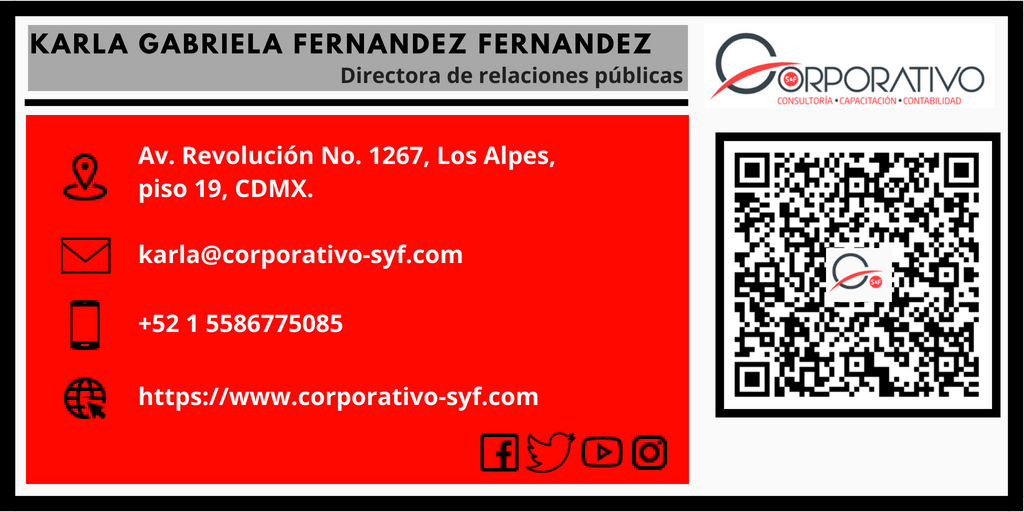 KARLA GABRIELA FERNANDEZ FERNANDEZ
Directora de relaciones públicas
Av. Revolución No. 1267, Los Alpes,
piso 19, CDMX.
karla@corporativo-syf.com
+52 1 5586775085
https://www.corporativo-syf.com
CORPORATIVO
S&F
CONSULTORÍA • CAPACITACIÓN • CONTABILIDAD
S&F